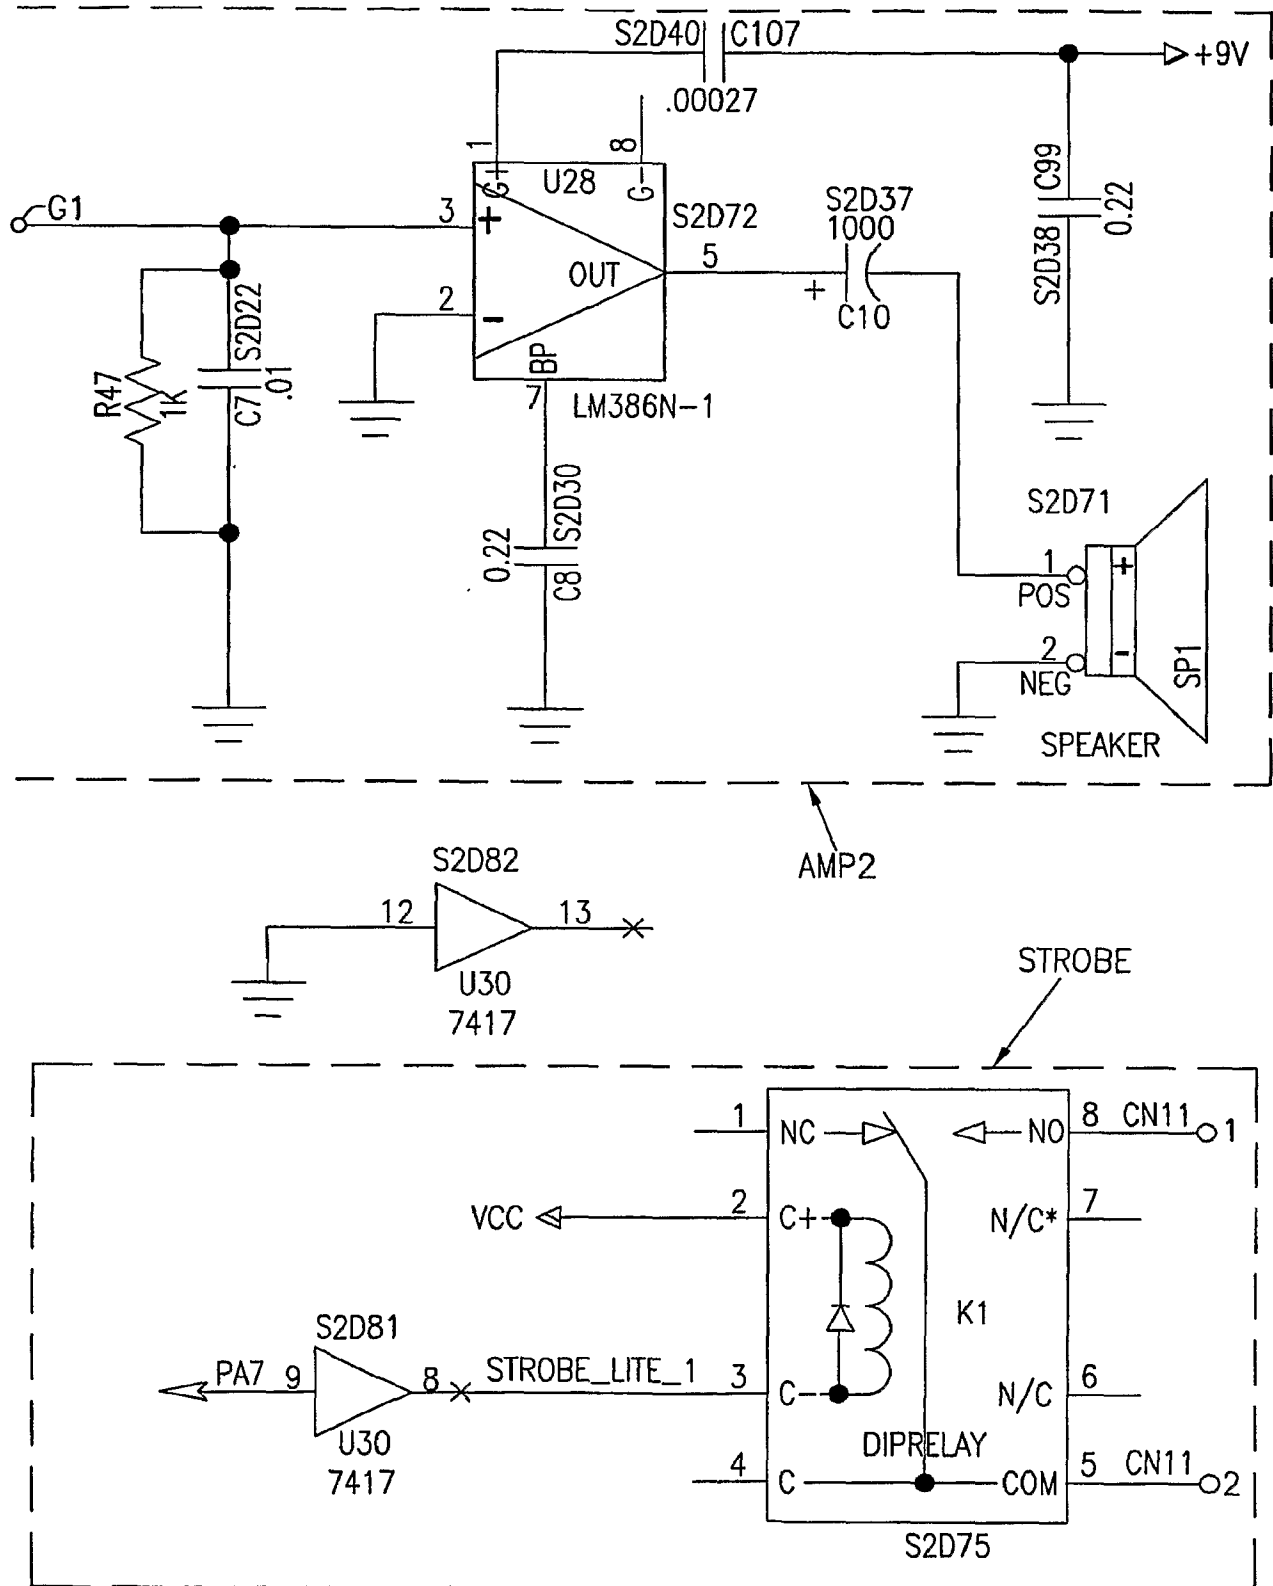 S2D40 C107
.00027
+9V
1
8
G+
U28
G-
C99
S2D38
0.22
G1
3
+
S2D72
S2D37
1000
5
OUT
+
C10
2
-
BP
7
LM386N-1
R47
1K
S2D22
C7
.01
S2D30
0.22
C8
S2D71
1
POS
+
2
NEG
-
SP1
SPEAKER
AMP2
S2D82
12
13
U30
7417
STROBE
1
NC
NO
8
CN11
1
VCC
2
C+
N/C*
7
K1
S2D81
PA7
9
8
STROBE_LITE_1
3
C-
N/C
6
U30
7417
DIPRELAY
4
C
COM
5
CN11
2
S2D75